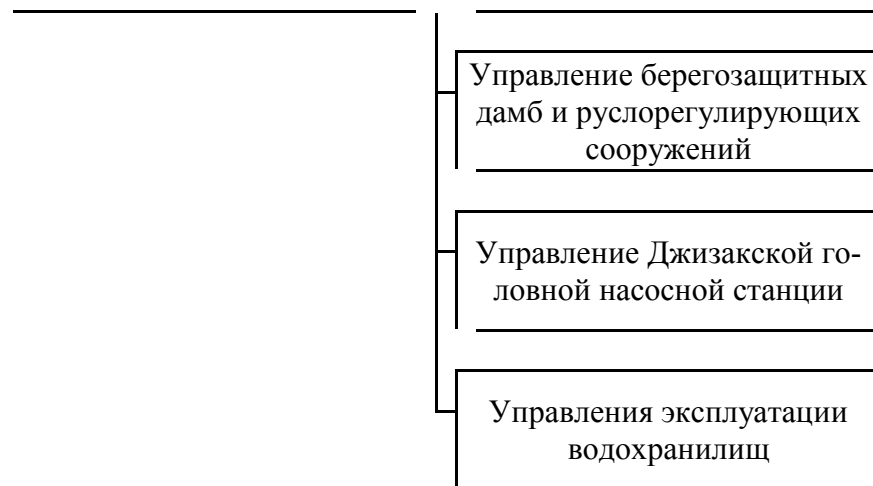 Управление берегозащитных
дамб и руслорегулирующих
сооружений
Управление Джизакской го-
ловной насосной станции
Управления эксплуатации
водохранилищ